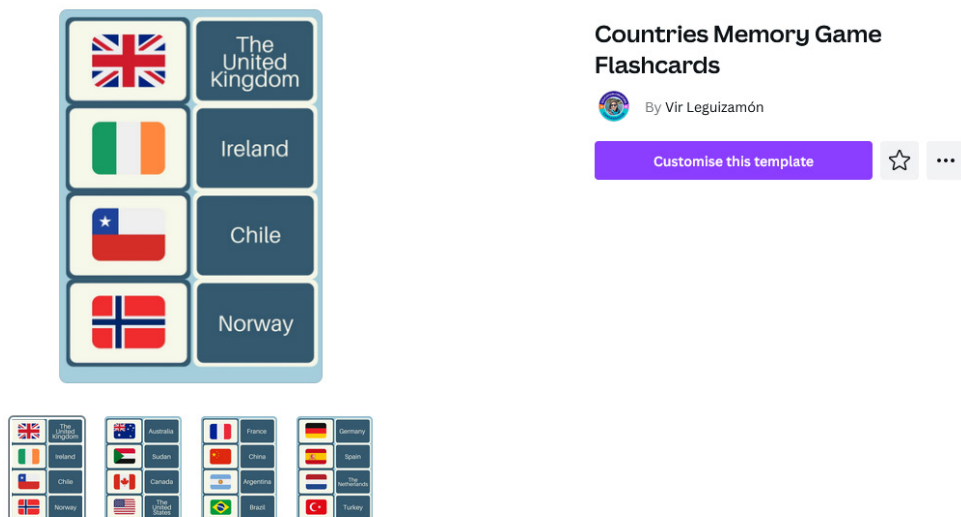 The
United
Kingdom
Ireland
Chile
Norway
Countries Memory Game
Flashcards
By Vir Leguizamón
Customise this template
The
United
Kingdom
Ireland
Chile
Norway
Australia
Sudan
Canada
The
United
States
France
China
Argentina
Brazil
Germany
Spain
The
Netherlands
Turkey